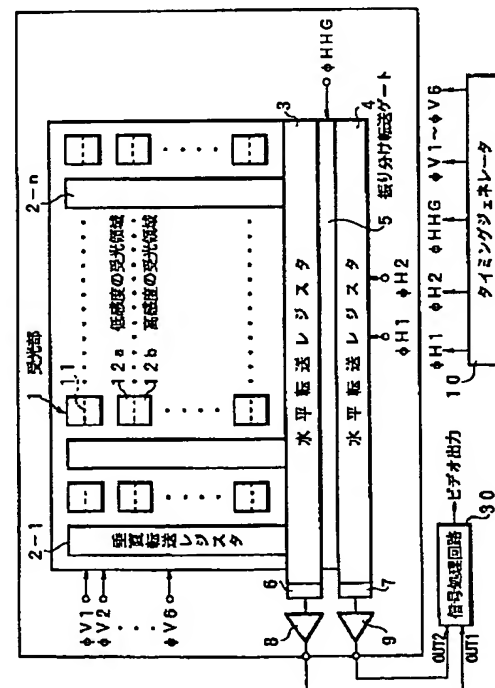 受光部
1
11
2-n
12a 低感度の受光領域
12b 高感度の受光領域
2-1
垂直転送レジスタ
φV1
φV2
φV6
φHHG
3
水平転送レジスタ
5
振り分け転送ゲート
4
水平転送レジスタ
6
7
8
9
φH1
φH2
OUT2
OUT1
信号処理回路
30
ビデオ出力
φH1 φH2 φHHG φV1～φV6
10
タイミングジェネレータ